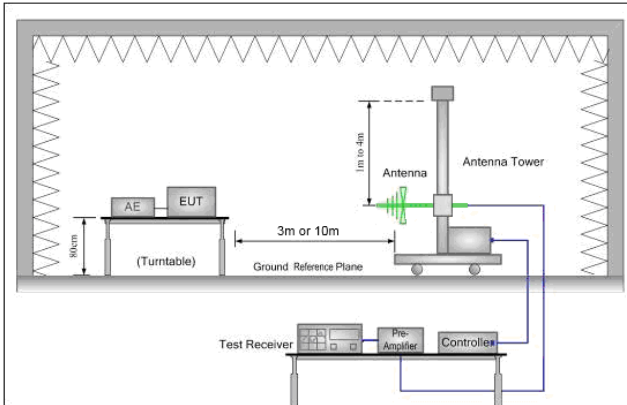 1m to 4m
Antenna
Antenna Tower
AE
EUT
3m or 10m
80cm
(Turntable)
Ground Reference Plane
Test Receiver
Pre-
Amplifier
Controller